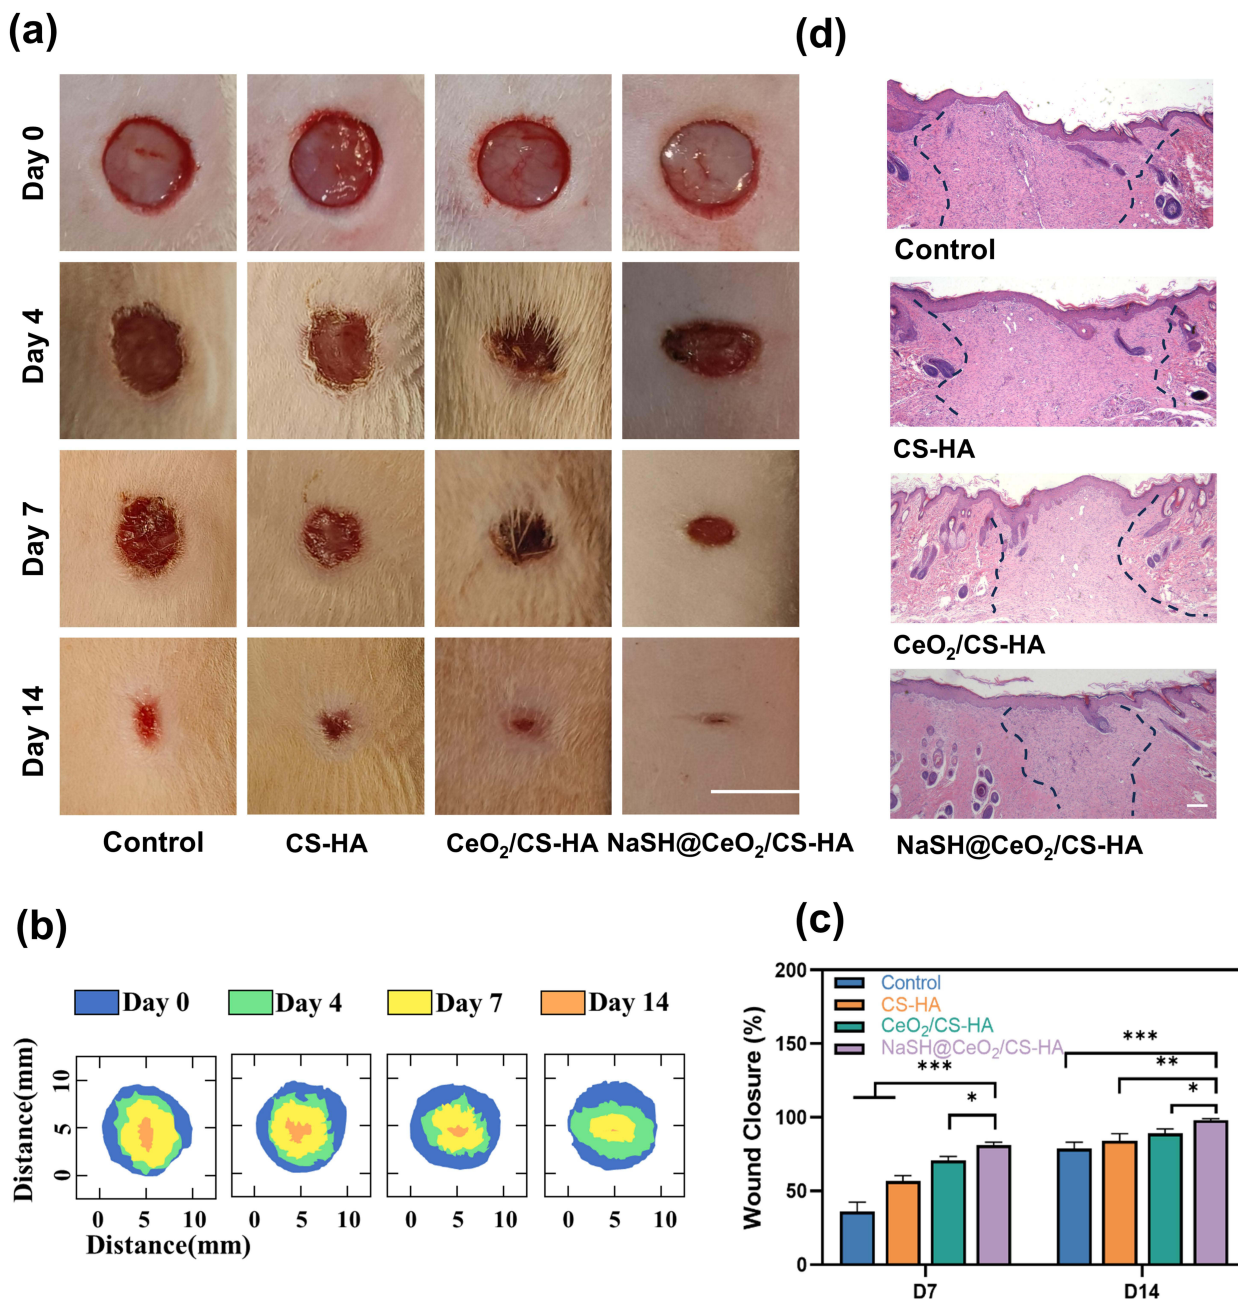 (a)
Day 0
Day 4
Day 7
Day 14
Control
CS-HA
CeO₂/CS-HA
NaSH@CeO₂/CS-HA
(d)
Control
CS-HA
CeO₂/CS-HA
NaSH@CeO₂/CS-HA
(b)
Day 0
Day 4
Day 7
Day 14
Distance(mm)
10
5
0
0 5 10
0 5 10
0 5 10
0 5 10
Distance(mm)
(c)
Wound Closure (%)
200
150
100
50
0
Control
CS-HA
CeO₂/CS-HA
NaSH@CeO₂/CS-HA
***
*
***
**
*
D7
D14